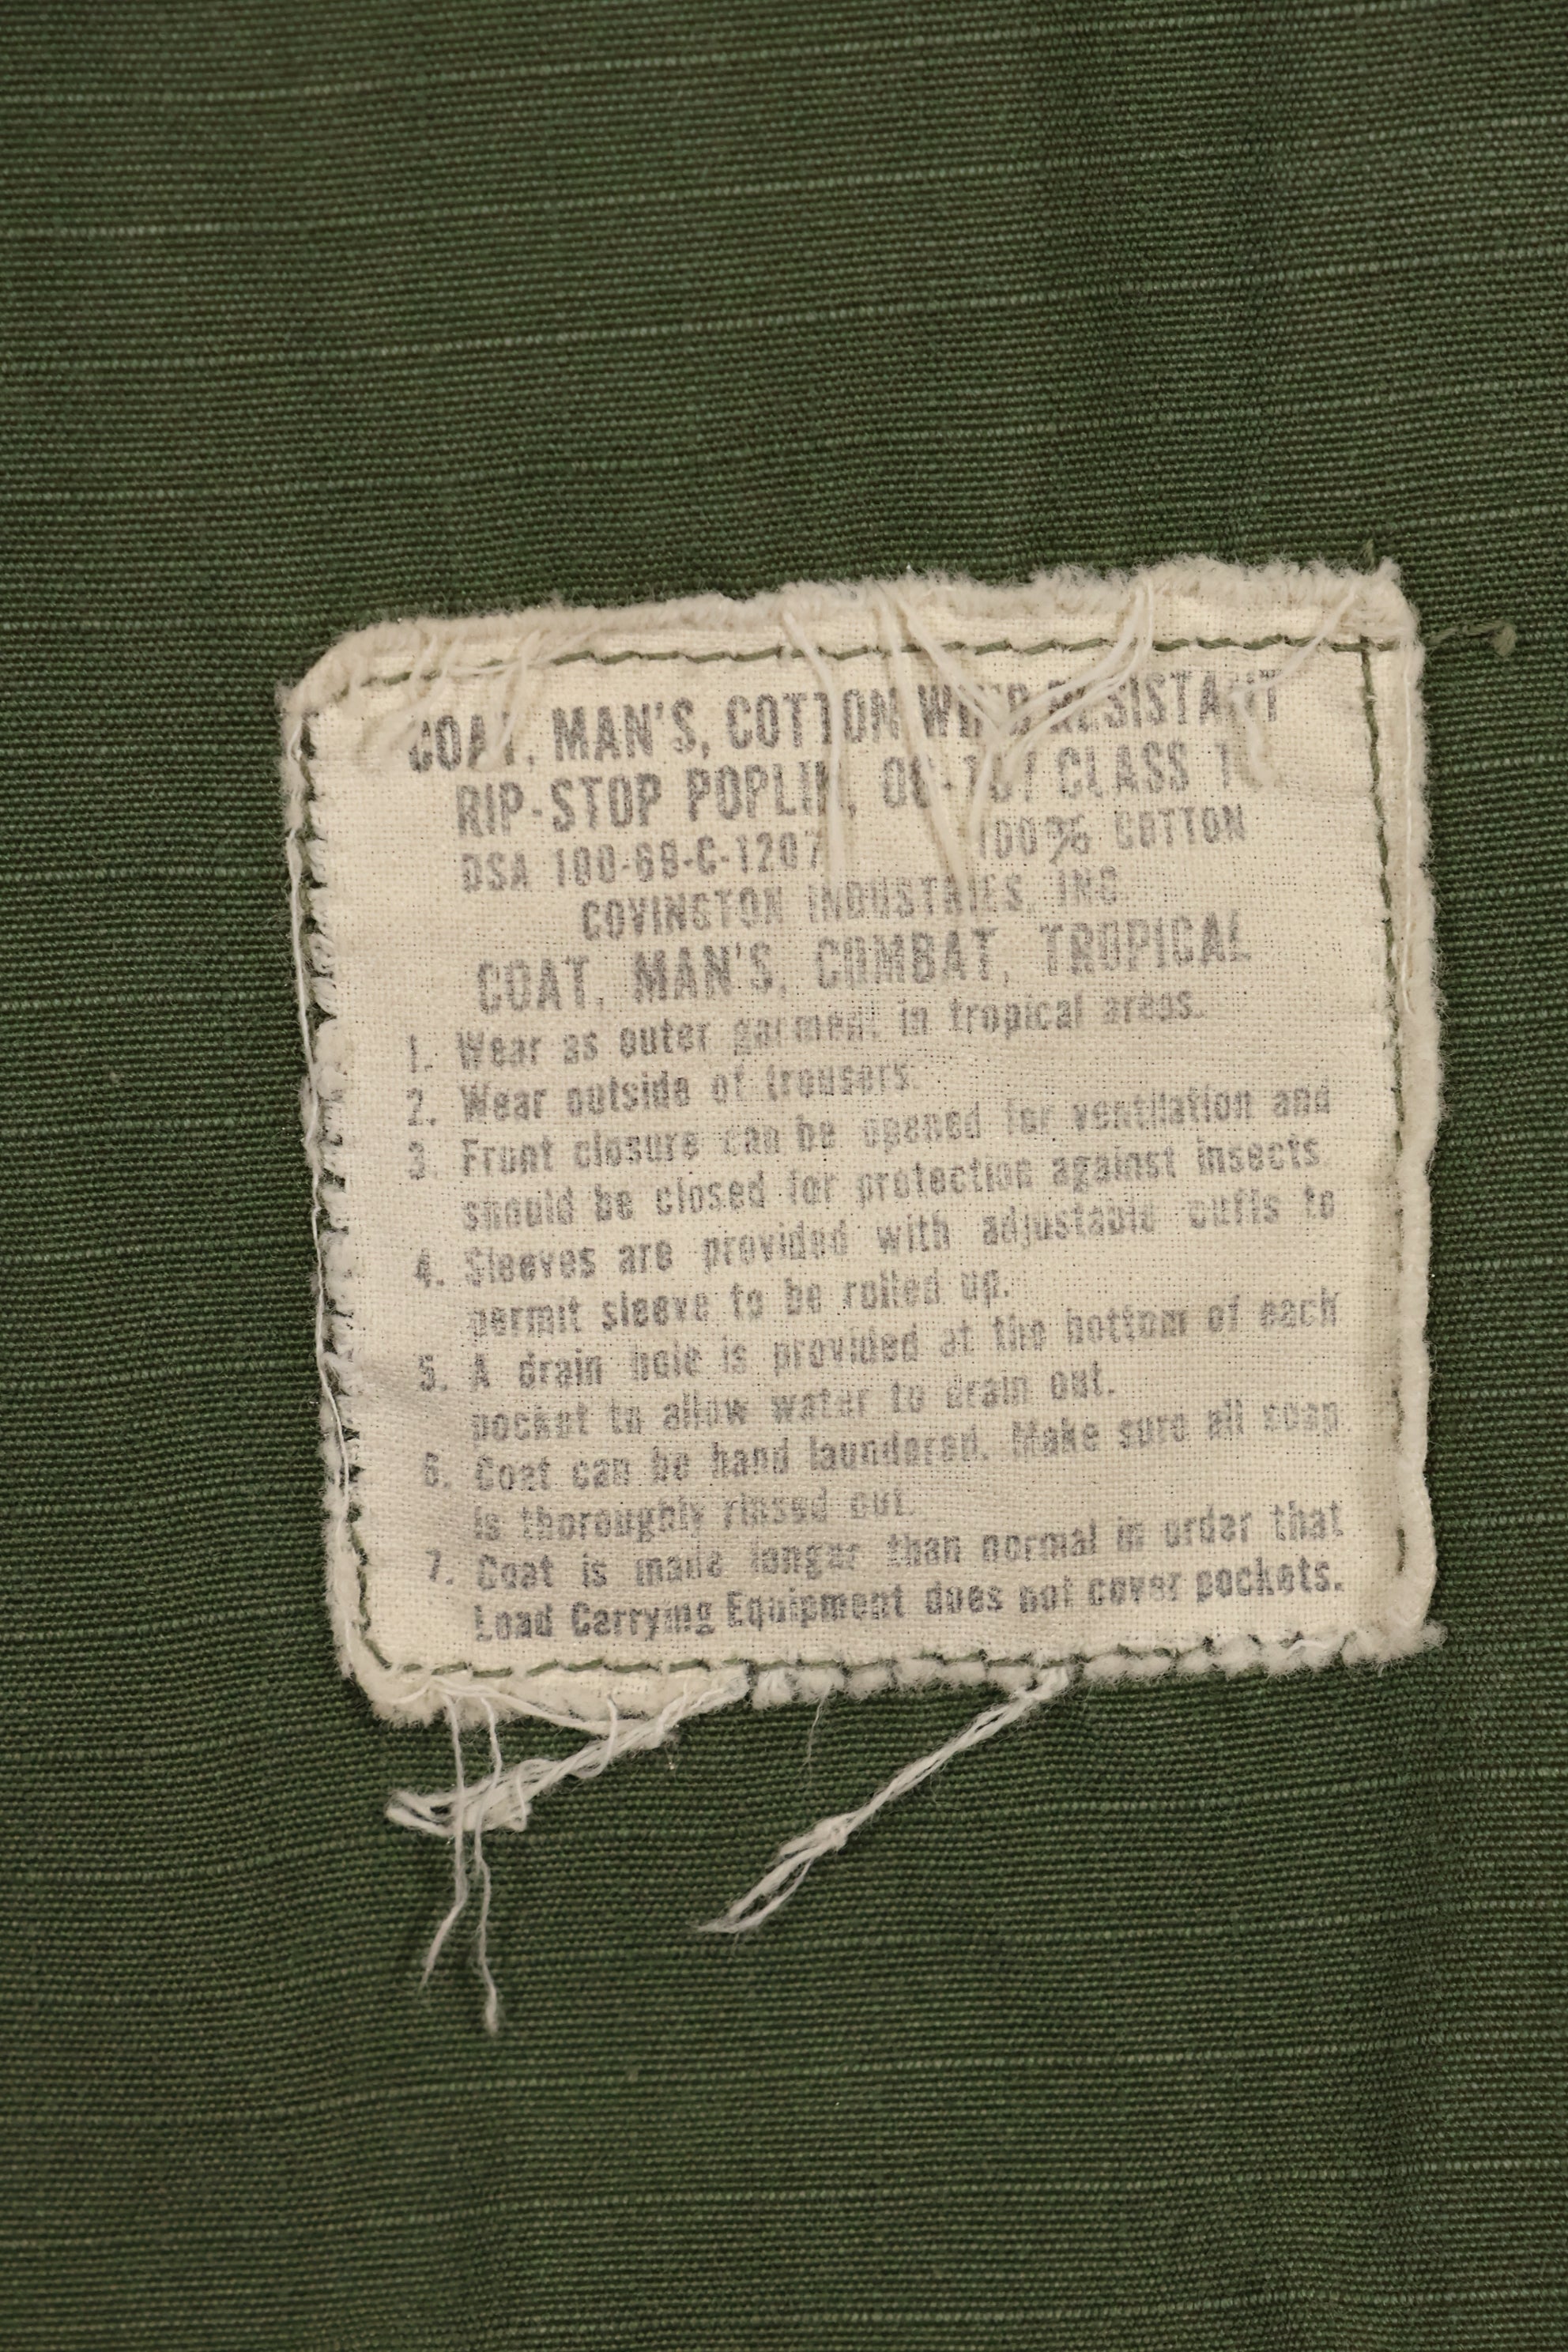 COAT, MAN'S, COTTON WIND RESISTANT
RIP-STOP POPLIN, OG-107 CLASS 1
DSA 100-68-C-1207 100% COTTON
COVINGTON INDUSTRIES, INC
COAT, MAN'S, COMBAT, TROPICAL
1. Wear as outer garment in tropical areas.
2. Wear outside of trousers.
3. Front closure can be opened for ventilation and
should be closed for protection against insects
4. Sleeves are provided with adjustable cuffs to
permit sleeve to be rolled up.
5. A drain hole is provided at the bottom of each
pocket to allow water to drain out.
6. Coat can be hand laundered. Make sure all soap
is thoroughly rinsed out.
7. Coat is made longer than normal in order that
Load Carrying Equipment does not cover pockets.